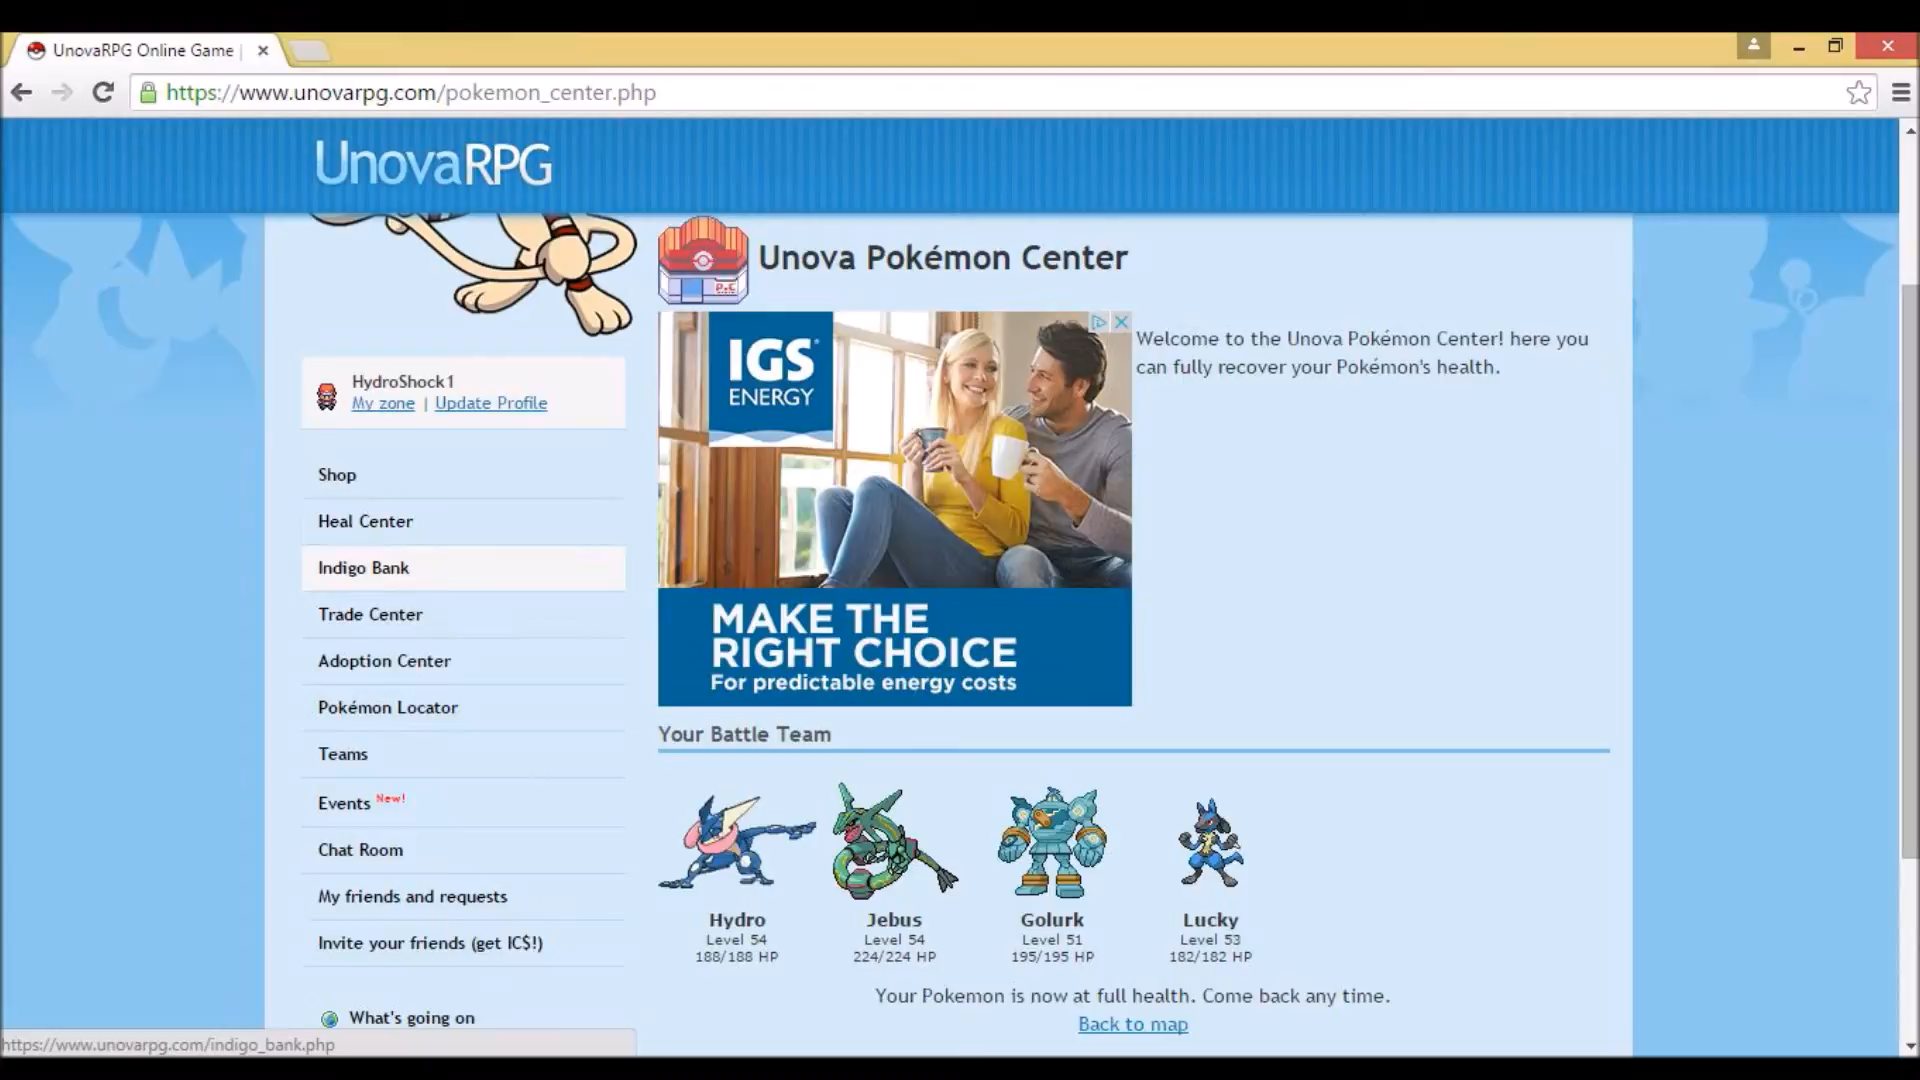 UnovaRPG Online Game |
https://www.unovarpg.com/pokemon_center.php
UnovaRPG
P.C
Unova Pokémon Center
IGS
ENERGY
Welcome to the Unova Pokémon Center! here you
can fully recover your Pokémon's health.
MAKE THE
RIGHT CHOICE
For predictable energy costs
HydroShock1
My zone | Update Profile
Shop
Heal Center
Indigo Bank
Trade Center
Adoption Center
Pokémon Locator
Teams
Events New!
Chat Room
My friends and requests
Invite your friends (get IC$!)
What's going on
Your Battle Team
Hydro
Level 54
188/188 HP
Jebus
Level 54
224/224 HP
Golurk
Level 51
195/195 HP
Lucky
Level 53
182/182 HP
Your Pokemon is now at full health. Come back any time.
Back to map
https://www.unovarpg.com/indigo_bank.php